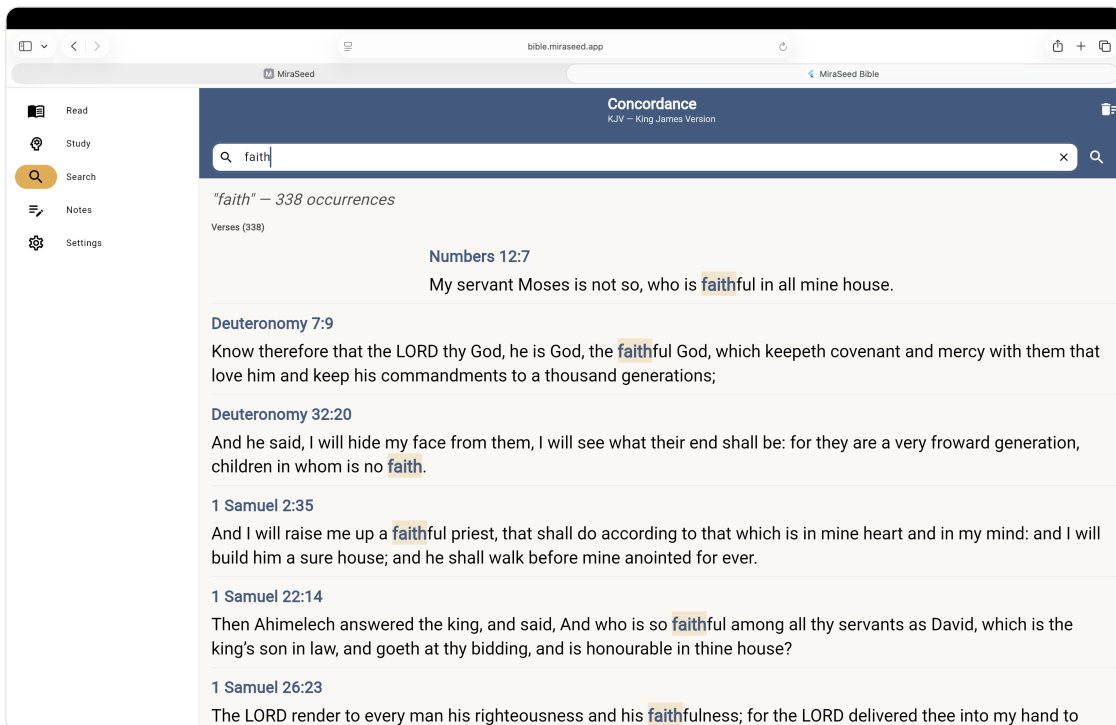 bible.miraseed.app
M MiraSeed
MiraSeed Bible
Read
Study
Search
Notes
Settings
Concordance
KJV — King James Version
faith
"faith" — 338 occurrences
Verses (338)
Numbers 12:7
My servant Moses is not so, who is faithful in all mine house.
Deuteronomy 7:9
Know therefore that the LORD thy God, he is God, the faithful God, which keepeth covenant and mercy with them that
love him and keep his commandments to a thousand generations;
Deuteronomy 32:20
And he said, I will hide my face from them, I will see what their end shall be: for they are a very froward generation,
children in whom is no faith.
1 Samuel 2:35
And I will raise me up a faithful priest, that shall do according to that which is in mine heart and in my mind: and I will
build him a sure house; and he shall walk before mine anointed for ever.
1 Samuel 22:14
Then Ahimelech answered the king, and said, And who is so faithful among all thy servants as David, which is the
king’s son in law, and goeth at thy bidding, and is honourable in thine house?
1 Samuel 26:23
The LORD render to every man his righteousness and his faithfulness; for the LORD delivered thee into my hand to